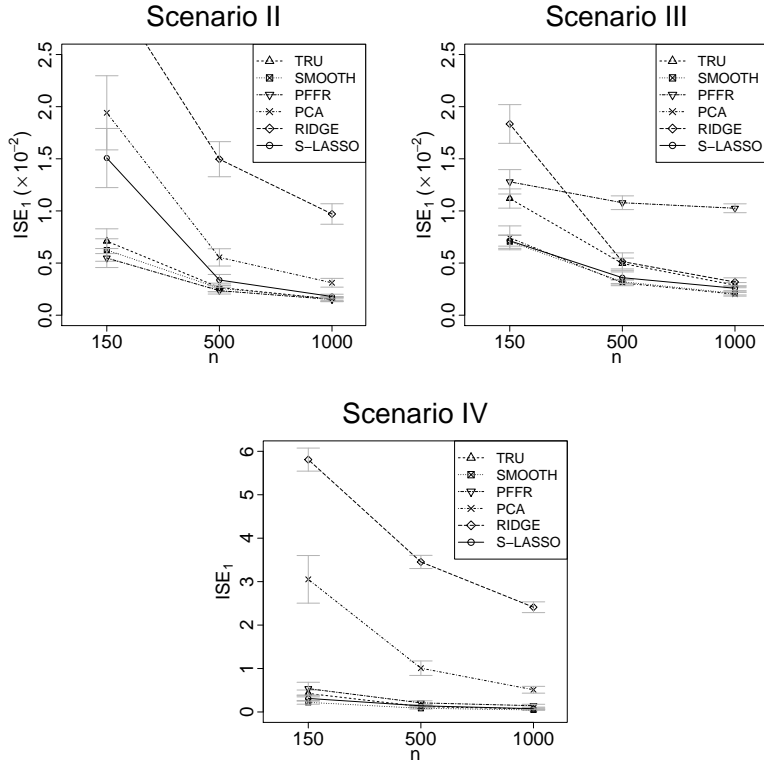 Scenario II
ISE₁ (×10⁻²)
0.0 0.5 1.0 1.5 2.0 2.5
150 500 1000
n
TRU
SMOOTH
PFFR
PCA
RIDGE
S−LASSO
Scenario III
ISE₁ (×10⁻²)
0.0 0.5 1.0 1.5 2.0 2.5
150 500 1000
n
TRU
SMOOTH
PFFR
PCA
RIDGE
S−LASSO
Scenario IV
ISE₁
0 1 2 3 4 5 6
150 500 1000
n
TRU
SMOOTH
PFFR
PCA
RIDGE
S−LASSO